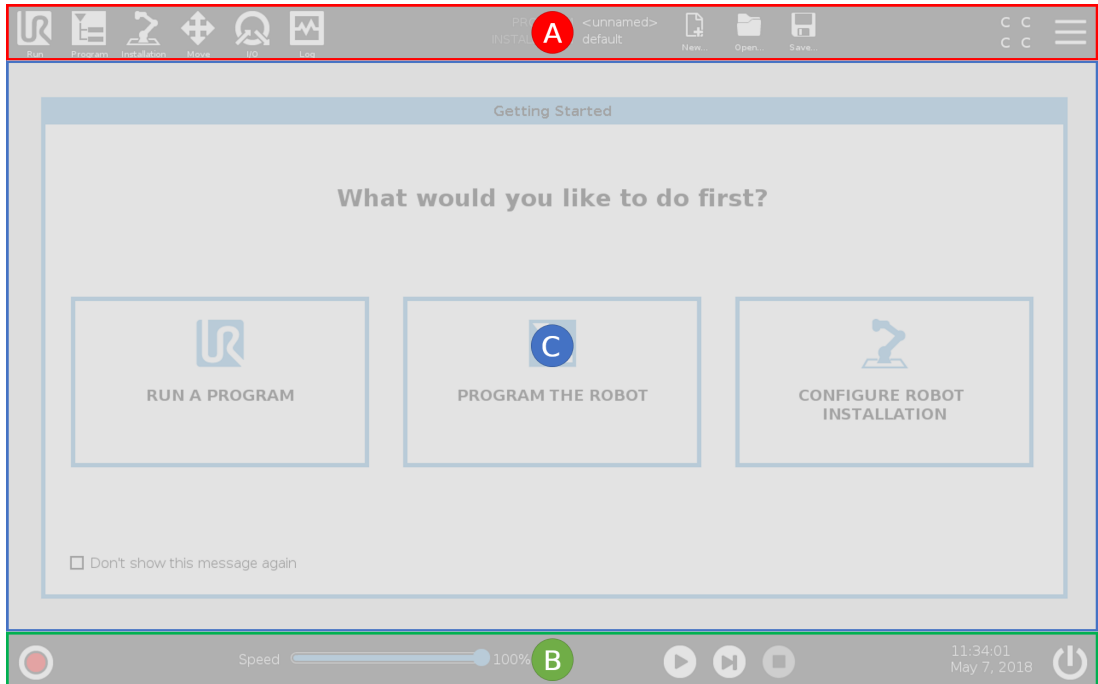 Run Program Installation Move I/O Log
PR <unnamed>
INSTAL default
A
New... Open... Save...
C C
C C
Getting Started
What would you like to do first?
C
RUN A PROGRAM
PROGRAM THE ROBOT
CONFIGURE ROBOT
INSTALLATION
Don't show this message again
Speed 100%
B
11:34:01
May 7, 2018